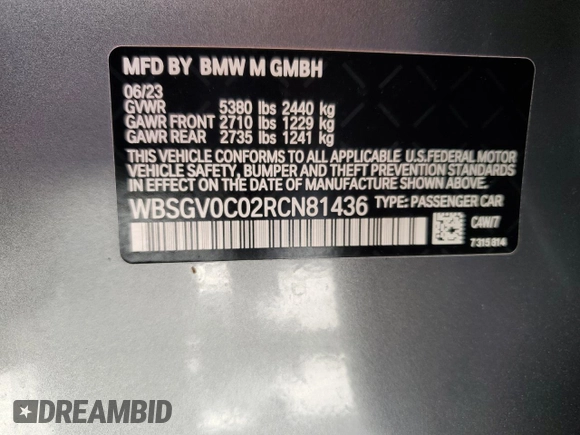 MFD BY BMW M GMBH
06/23
GVWR 5380 lbs 2440 kg
GAWR FRONT 2710 lbs 1229 kg
GAWR REAR 2735 lbs 1241 kg
THIS VEHICLE CONFORMS TO ALL APPLICABLE U.S.FEDERAL MOTOR
VEHICLE SAFETY, BUMPER AND THEFT PREVENTION STANDARDS
IN EFFECT ON THE DATE OF MANUFACTURE SHOWN ABOVE.
WBSGV0C02RCN81436 TYPE: PASSENGER CAR
C4W/7
7315814
DREAMBID